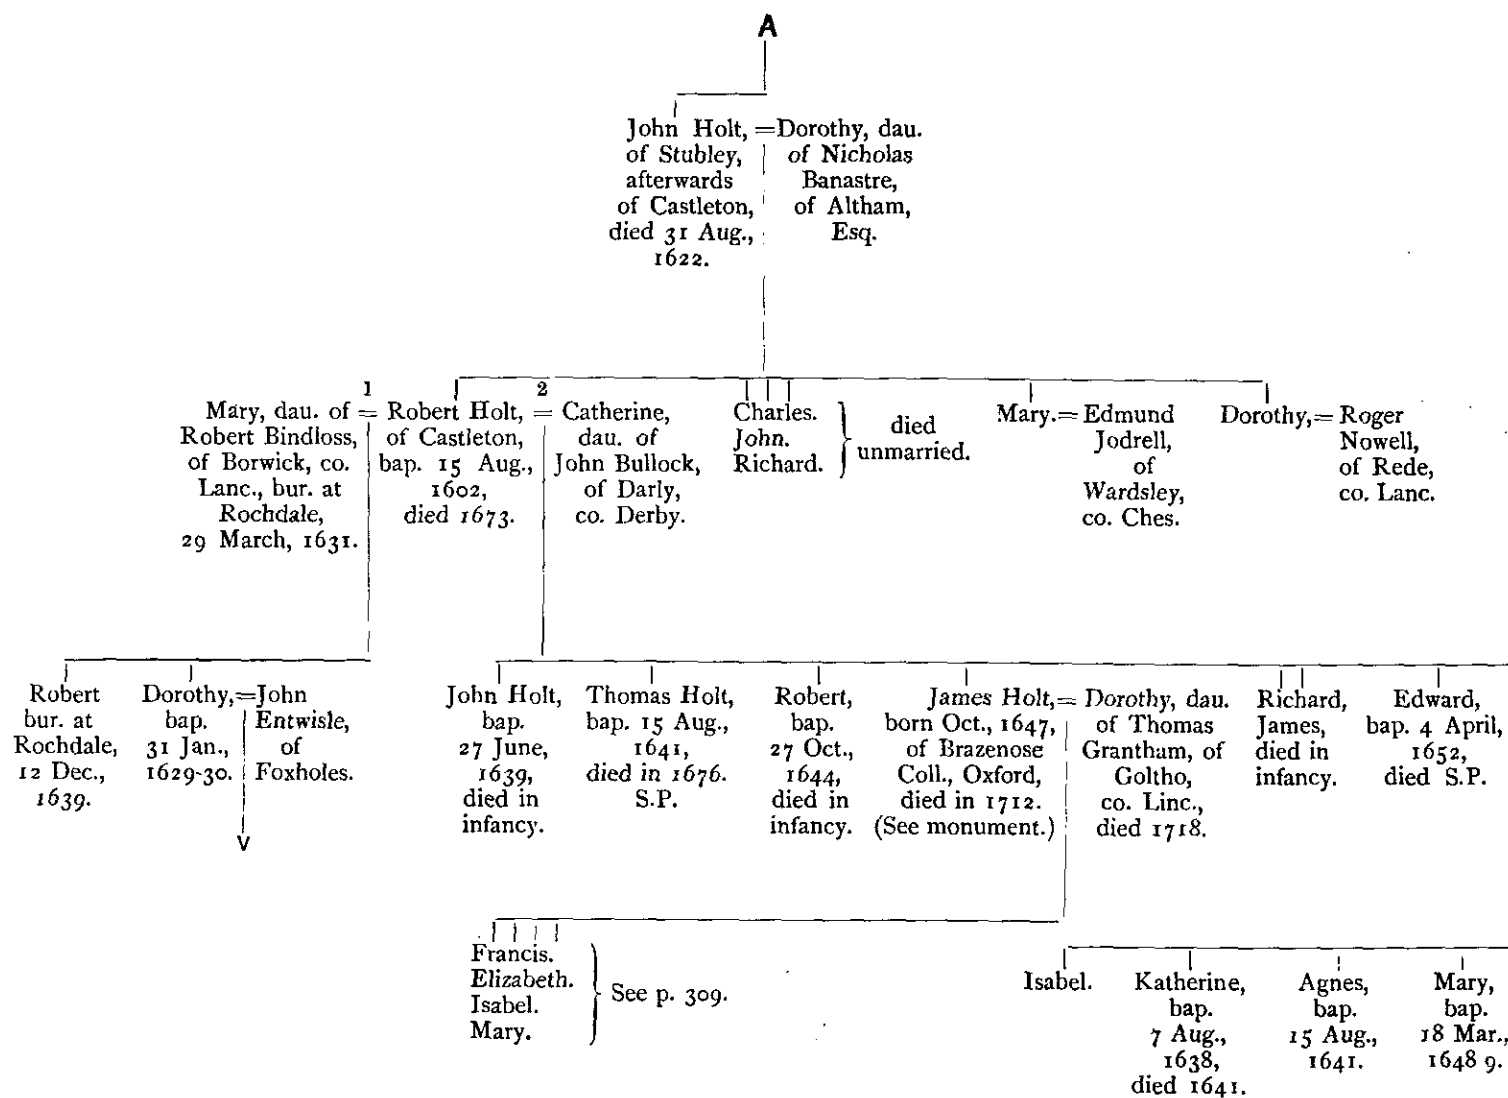 A
John Holt,
of Stubley,
afterwards
of Castleton,
died 31 Aug.,
1622.
=
Dorothy, dau.
of Nicholas
Banastre,
of Altham,
Esq.
1
2
Mary, dau. of
Robert Bindloss,
of Borwick, co.
Lanc., bur. at
Rochdale,
29 March, 1631.
=
Robert Holt,
of Castleton,
bap. 15 Aug.,
1602,
died 1673.
=
Catherine,
dau. of
John Bullock,
of Darly,
co. Derby.
Charles.
John.
Richard.
died
unmarried.
Mary.
=
Edmund
Jodrell,
of
Wardsley,
co. Ches.
Dorothy,
=
Roger
Nowell,
of Rede,
co. Lanc.
Robert
bur. at
Rochdale,
12 Dec.,
1639.
Dorothy,
bap.
31 Jan.,
1629-30.
=
John
Entwisle,
of
Foxholes.
John Holt,
bap.
27 June,
1639,
died in
infancy.
Thomas Holt,
bap. 15 Aug.,
1641,
died in 1676.
S.P.
Robert,
bap.
27 Oct.,
1644,
died in
infancy.
James Holt,
born Oct., 1647,
of Brazenose
Coll., Oxford,
died in 1712.
(See monument.)
=
Dorothy, dau.
of Thomas
Grantham, of
Goltho,
co. Linc.,
died 1718.
Richard,
James,
died in
infancy.
Edward,
bap. 4 April,
1652,
died S.P.
Francis.
Elizabeth.
Isabel.
Mary.
See p. 309.
Isabel.
Katherine,
bap.
7 Aug.,
1638,
died 1641.
Agnes,
bap.
15 Aug.,
1641.
Mary,
bap.
18 Mar.,
1648 9.